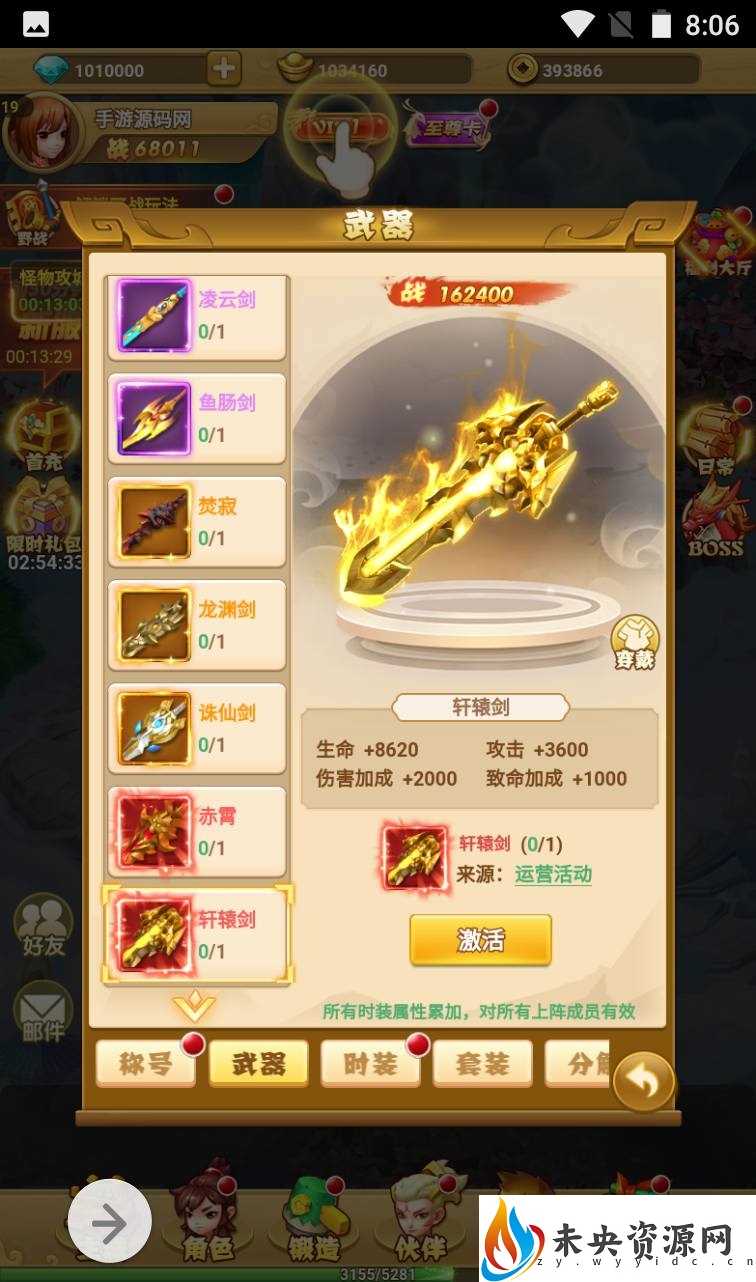 8:06
1010000
1034160
393866
19
手游源码网
战 68011
至尊卡
野战
武器
怪物攻城
00:13:29
首充
限时礼包
02:54:33
日常
BOSS
凌云剑
0/1
鱼肠剑
0/1
焚寂
0/1
龙渊剑
0/1
诛仙剑
0/1
赤霄
0/1
轩辕剑
0/1
战 162400
穿戴
轩辕剑
生命 +8620 攻击 +3600
伤害加成 +2000 致命加成 +1000
轩辕剑 (0/1)
来源：运营活动
激活
所有时装属性累加，对所有上阵成员有效
好友
邮件
称号 武器 时装 套装
角色 锻造 伙伴
3155/5281
未央资源网
zy.wyyidc.cn